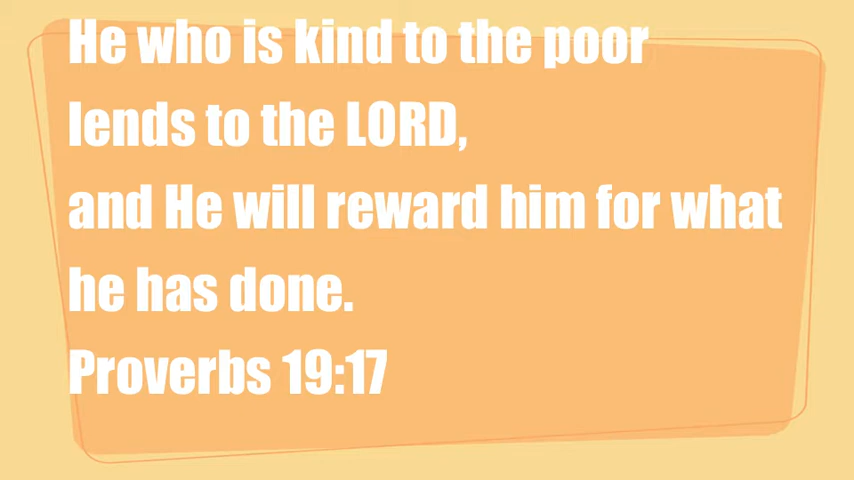 He who is kind to the poor
lends to the LORD,
and He will reward him for what
he has done.
Proverbs 19:17